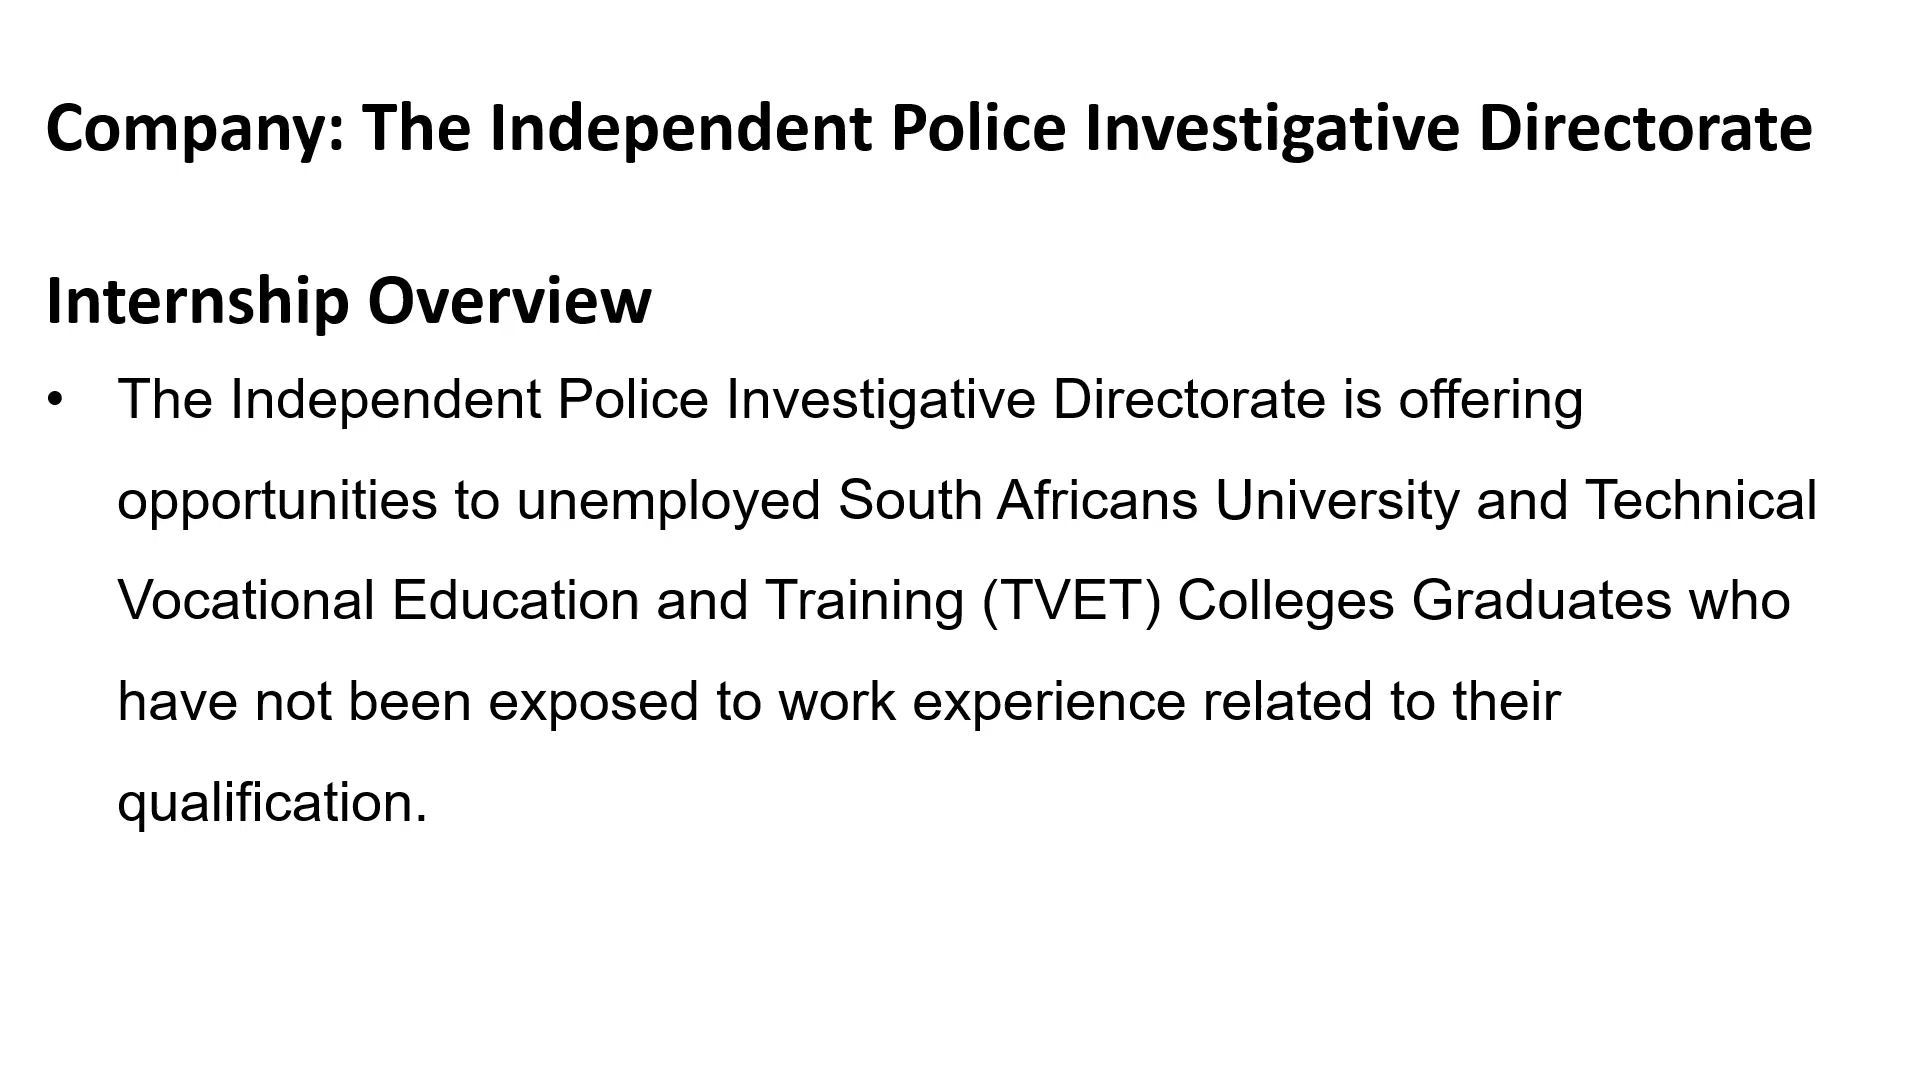 Company: The Independent Police Investigative Directorate
Internship Overview
• The Independent Police Investigative Directorate is offering
opportunities to unemployed South Africans University and Technical
Vocational Education and Training (TVET) Colleges Graduates who
have not been exposed to work experience related to their
qualification.